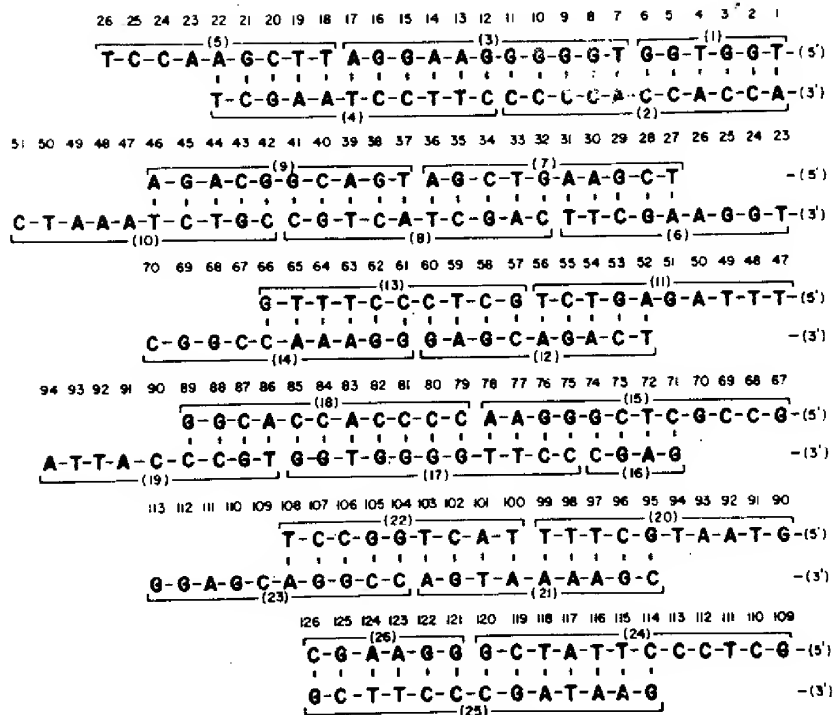 26 25 24 23 22 21 20 19 18 17 16 15 14 13 12 11 10 9 8 7 6 5 4 3 2 1
(5) (3) (1)
T-C-C-A-A-G-C-T-T A-G-G-A-A-G-G-G-G-G-T G-G-T-G-G-T-(5')
T-C-G-A-A-T-C-C-T-T-C-C-C-C-C-A-C-C-A-C-C-A-(3')
(4) (2)
51 50 49 48 47 46 45 44 43 42 41 40 39 38 37 36 35 34 33 32 31 30 29 28 27 26 25 24 23
(9) (7)
A-G-A-C-G-G-C-A-G-T A-G-C-T-G-A-A-G-C-T -(5')
C-T-A-A-A-T-C-T-G-C-C-G-T-C-A-T-C-G-A-C-T-T-C-G-A-A-G-G-T-(3')
(10) (8) (6)
70 69 68 67 66 65 64 63 62 61 60 59 58 57 56 55 54 53 52 51 50 49 48 47
(13) (11)
G-T-T-T-C-C-C-T-C-G-T-C-T-G-A-G-A-T-T-T-(5')
C-G-G-C-C-A-A-A-G-G G-A-G-C-A-G-A-C-T -(3')
(14) (12)
94 93 92 91 90 89 88 87 86 85 84 83 82 81 80 79 78 77 76 75 74 73 72 71 70 69 68 67
(18) (15)
G-G-C-A-C-C-A-C-C-C-C A-A-G-G-G-C-T-C-G-C-C-G-(5')
A-T-T-A-C-C-C-G-T-G-G-T-G-G-G-G-T-T-C-C-C-G-A-G -(3')
(19) (17) (16)
113 112 111 110 109 108 107 106 105 104 103 102 101 100 99 98 97 96 95 94 93 92 91 90
(22) (20)
T-C-C-G-G-T-C-A-T T-T-T-C-G-T-A-A-T-G-(5')
G-G-A-G-C-A-G-G-C-C-A-G-T-A-A-A-A-G-C -(3')
(23) (21)
126 125 124 123 122 121 120 119 118 117 116 115 114 113 112 111 110 109
(26) (24)
C-G-A-A-G-G G-C-T-A-T-T-C-C-C-T-C-G-(5')
G-C-T-T-C-C-C-G-A-T-A-A-G -(3')
(25)